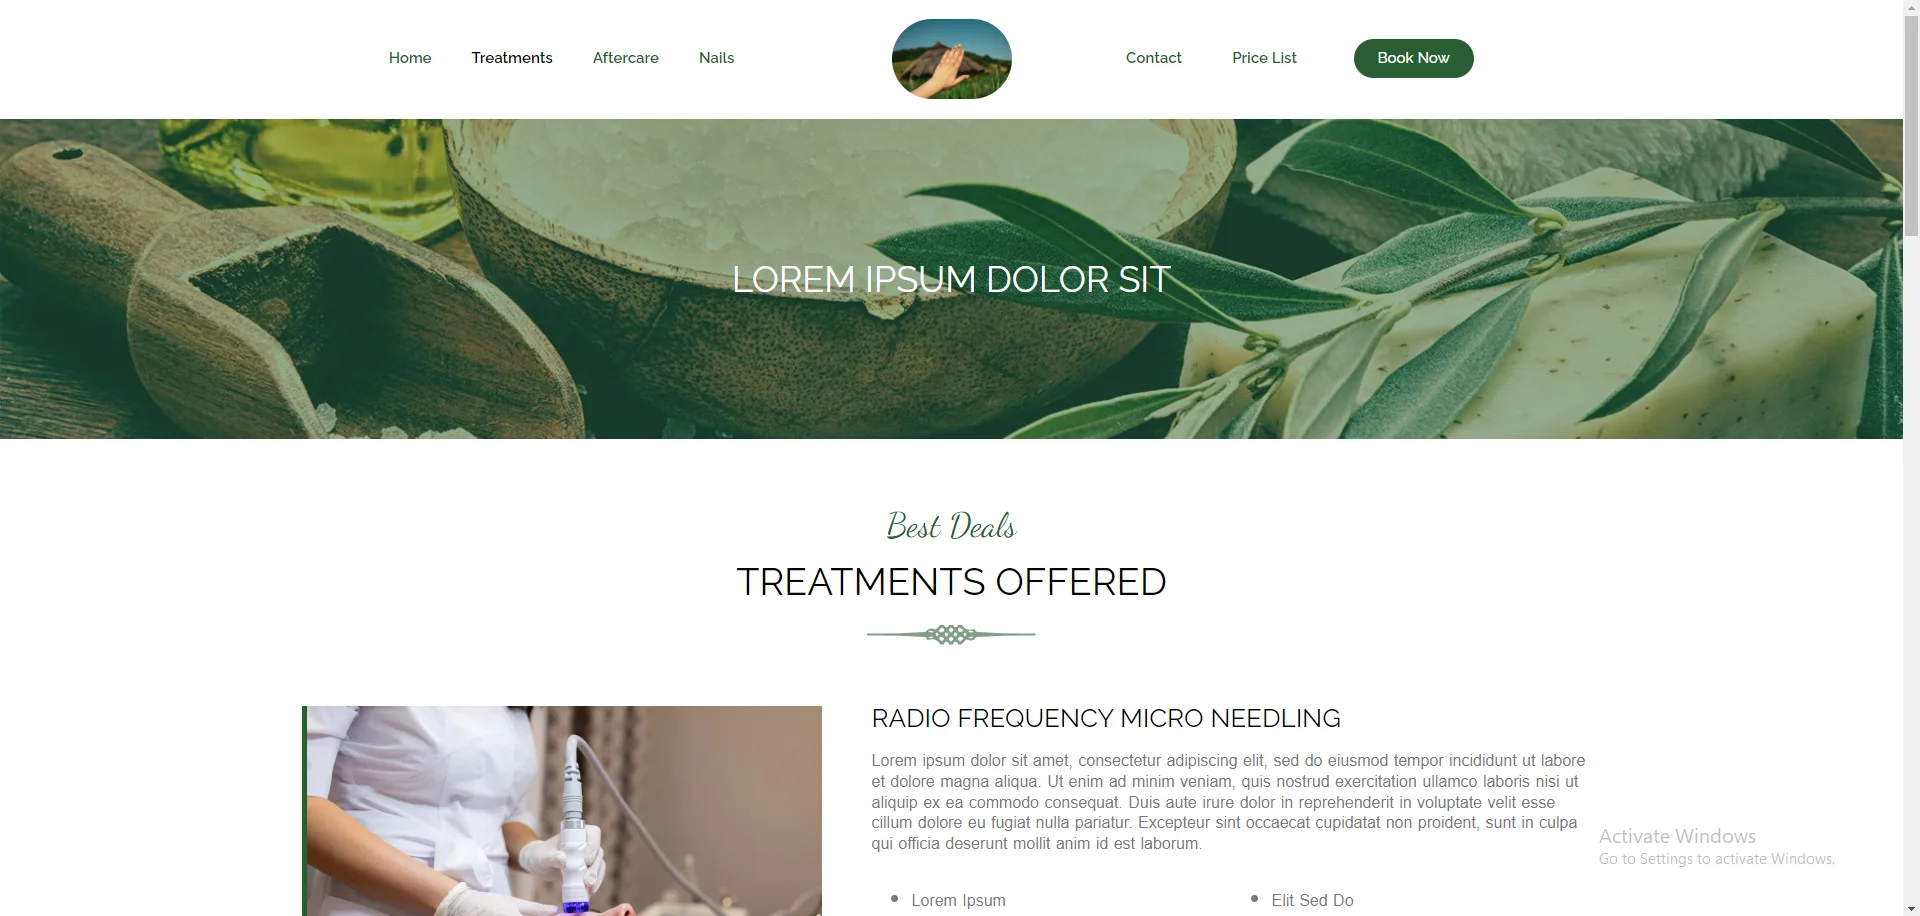 Home
Treatments
Aftercare
Nails
Contact
Price List
Book Now
LOREM IPSUM DOLOR SIT
Best Deals
TREATMENTS OFFERED
RADIO FREQUENCY MICRO NEEDLING
Lorem ipsum dolor sit amet, consectetur adipiscing elit, sed do eiusmod tempor incididunt ut labore
et dolore magna aliqua. Ut enim ad minim veniam, quis nostrud exercitation ullamco laboris nisi ut
aliquip ex ea commodo consequat. Duis aute irure dolor in reprehenderit in voluptate velit esse
cillum dolore eu fugiat nulla pariatur. Excepteur sint occaecat cupidatat non proident, sunt in culpa
qui officia deserunt mollit anim id est laborum.
Lorem Ipsum
Elit Sed Do
Activate Windows
Go to Settings to activate Windows.